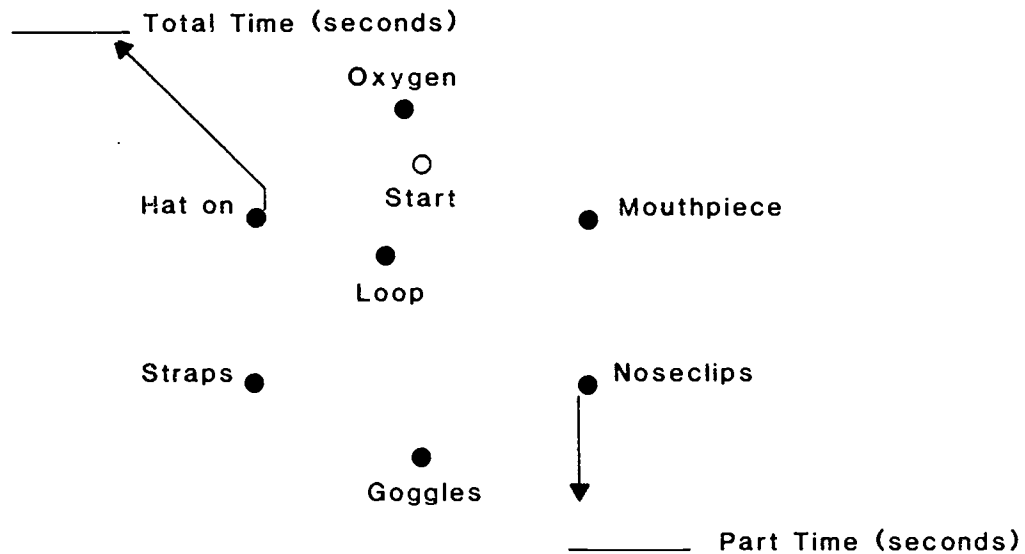 Total Time (seconds)
Oxygen
Start
Hat on
Mouthpiece
Loop
Straps
Noseclips
Goggles
Part Time (seconds)